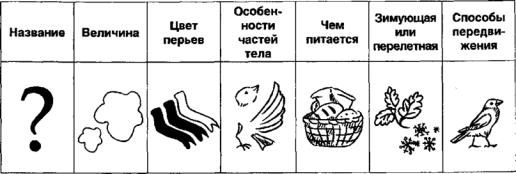 Название
Величина
Цвет
перьев
Особен-
ности
частей
тела
Чем
питается
Зимующая
или
перелетная
Способы
передви-
жения
?